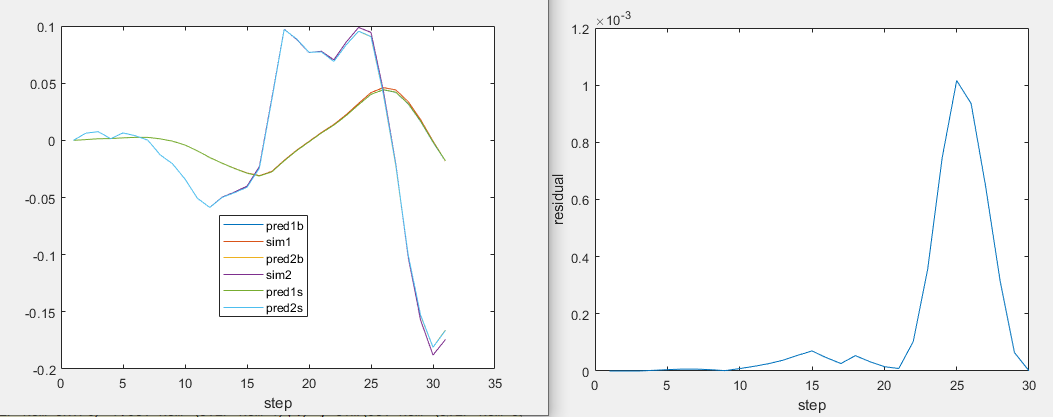 0.1
0.05
0
-0.05
-0.1
-0.15
-0.2
0 5 10 15 20 25 30 35
step
pred1b
sim1
pred2b
sim2
pred1s
pred2s
×10⁻³
1.2
1
0.8
0.6
0.4
0.2
0
residual
0 5 10 15 20 25 30
step